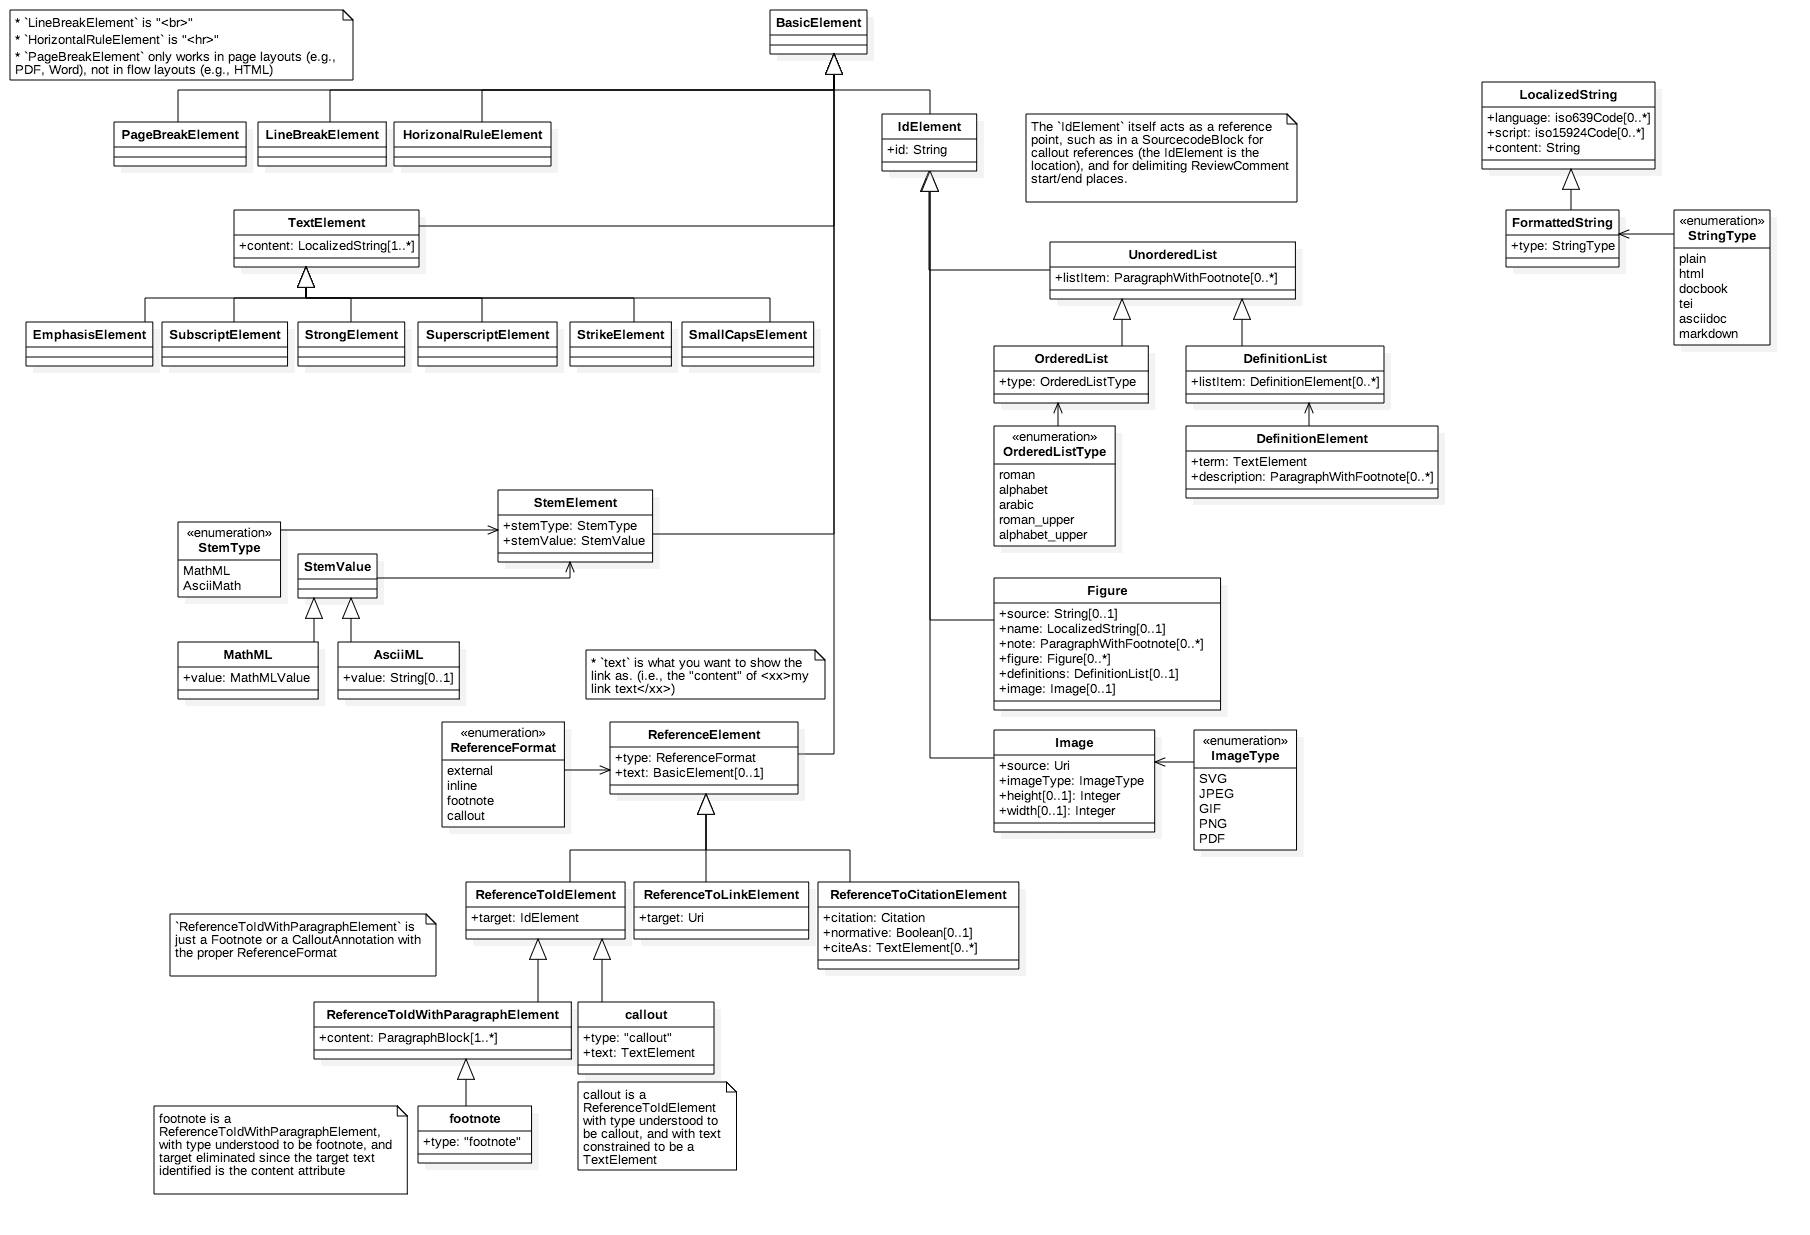 * `LineBreakElement` is "<br>"
* `HorizontalRuleElement` is "<hr>"
* `PageBreakElement` only works in page layouts (e.g.,
PDF, Word), not in flow layouts (e.g., HTML)
BasicElement
PageBreakElement
LineBreakElement
HorizonalRuleElement
IdElement
+id: String
The `IdElement` itself acts as a reference
point, such as in a SourcecodeBlock for
callout references (the IdElement is the
location), and for delimiting ReviewComment
start/end places.
LocalizedString
+language: iso639Code[0..*]
+script: iso15924Code[0..*]
+content: String
FormattedString
+type: StringType
«enumeration»
StringType
plain
html
docbook
tei
asciidoc
markdown
TextElement
+content: LocalizedString[1..*]
EmphasisElement
SubscriptElement
StrongElement
SuperscriptElement
StrikeElement
SmallCapsElement
UnorderedList
+listItem: ParagraphWithFootnote[0..*]
OrderedList
+type: OrderedListType
DefinitionList
+listItem: DefinitionElement[0..*]
«enumeration»
OrderedListType
roman
alphabet
arabic
roman_upper
alphabet_upper
DefinitionElement
+term: TextElement
+description: ParagraphWithFootnote[0..*]
StemElement
+stemType: StemType
+stemValue: StemValue
«enumeration»
StemType
MathML
AsciiMath
StemValue
MathML
+value: MathMLValue
AsciiML
+value: String[0..1]
Figure
+source: String[0..1]
+name: LocalizedString[0..1]
+note: ParagraphWithFootnote[0..*]
+figure: Figure[0..*]
+definitions: DefinitionList[0..1]
+image: Image[0..1]
* `text` is what you want to show the
link as. (i.e., the "content" of <xx>my
link text</xx>)
«enumeration»
ReferenceFormat
external
inline
footnote
callout
ReferenceElement
+type: ReferenceFormat
+text: BasicElement[0..1]
Image
+source: Uri
+imageType: ImageType
+height[0..1]: Integer
+width[0..1]: Integer
«enumeration»
ImageType
SVG
JPEG
GIF
PNG
PDF
ReferenceToIdElement
+target: IdElement
ReferenceToLinkElement
+target: Uri
ReferenceToCitationElement
+citation: Citation
+normative: Boolean[0..1]
+citeAs: TextElement[0..*]
`ReferenceToIdWithParagraphElement` is
just a Footnote or a CalloutAnnotation with
the proper ReferenceFormat
ReferenceToIdWithParagraphElement
+content: ParagraphBlock[1..*]
callout
+type: "callout"
+text: TextElement
footnote is a
ReferenceToIdWithParagraphElement,
with type understood to be footnote, and
target eliminated since the target text
identified is the content attribute
footnote
+type: "footnote"
callout is a
ReferenceToIdElement
with type understood to
be callout, and with text
constrained to be a
TextElement